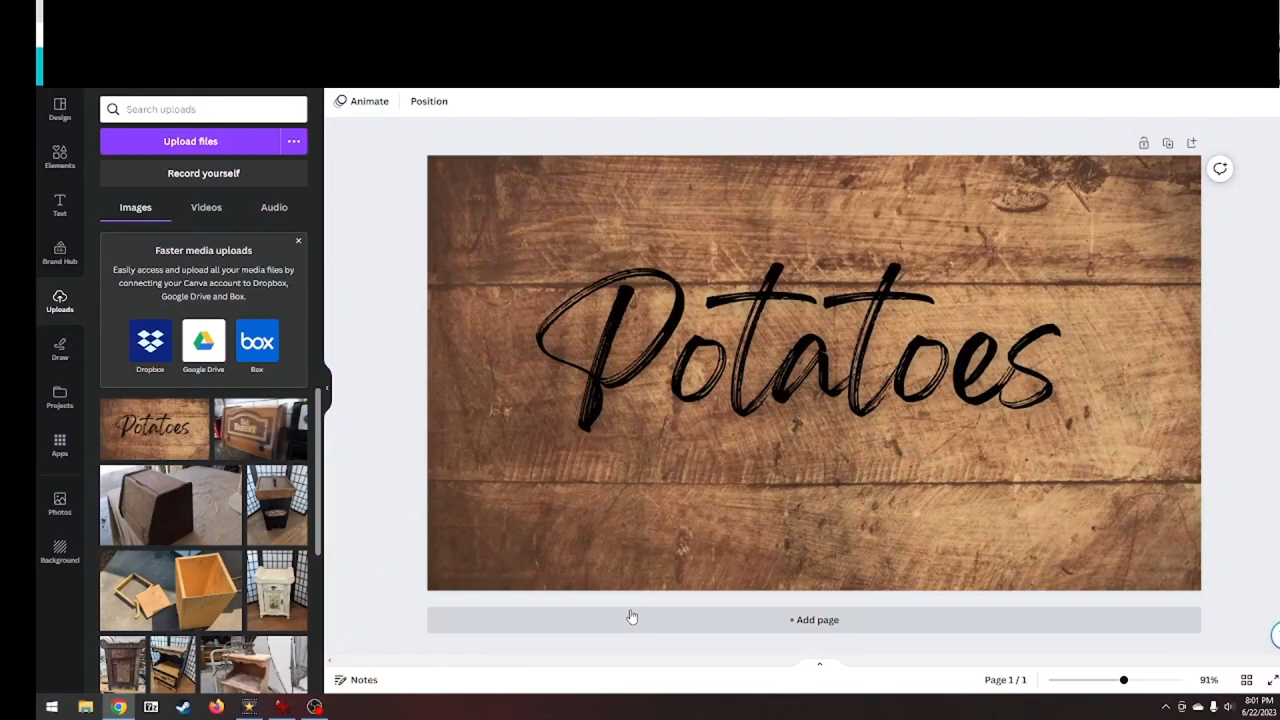 Search uploads
Animate
Position
Design
Upload files
Elements
Record yourself
Text
Images
Videos
Audio
Brand Hub
Faster media uploads
Easily access and upload all your media files by
connecting your Canva account to Dropbox,
Google Drive and Box.
Uploads
box
Draw
Dropbox
Google Drive
Box
Projects
Potatoes
Apps
Photos
Background
Potatoes
+ Add page
Notes
Page 1 / 1
91%
8:01 PM
6/22/2023